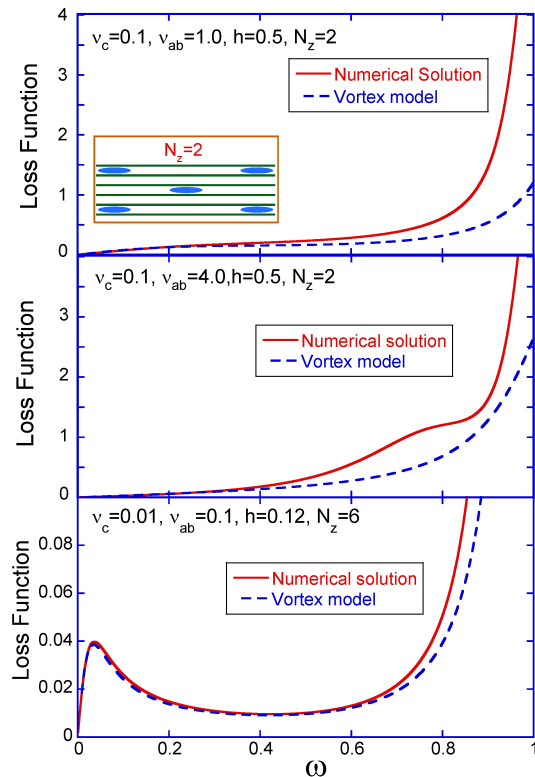 ν_c=0.1, ν_ab=1.0, h=0.5, N_z=2
Numerical Solution
Vortex model
N_z=2
Loss Function
4
3
2
1
0
ν_c=0.1, ν_ab=4.0,h=0.5, N_z=2
Numerical solution
Vortex model
Loss Function
3
2
1
0
ν_c=0.01, ν_ab=0.1, h=0.12, N_z=6
Numerical solution
Vortex model
Loss Function
0.08
0.06
0.04
0.02
0
0 0.2 0.4 0.6 0.8 1
ω